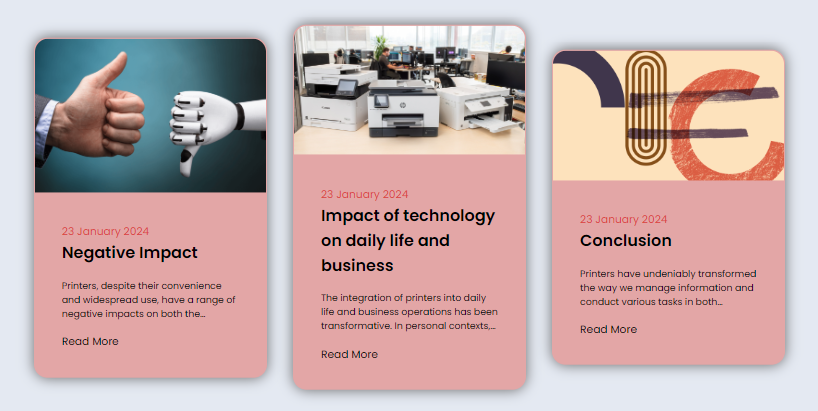 23 January 2024
Negative Impact
Printers, despite their convenience
and widespread use, have a range of
negative impacts on both the...
Read More
23 January 2024
Impact of technology
on daily life and
business
The integration of printers into daily
life and business operations has been
transformative. In personal contexts,...
Read More
23 January 2024
Conclusion
Printers have undeniably transformed
the way we manage information and
conduct various tasks in both...
Read More